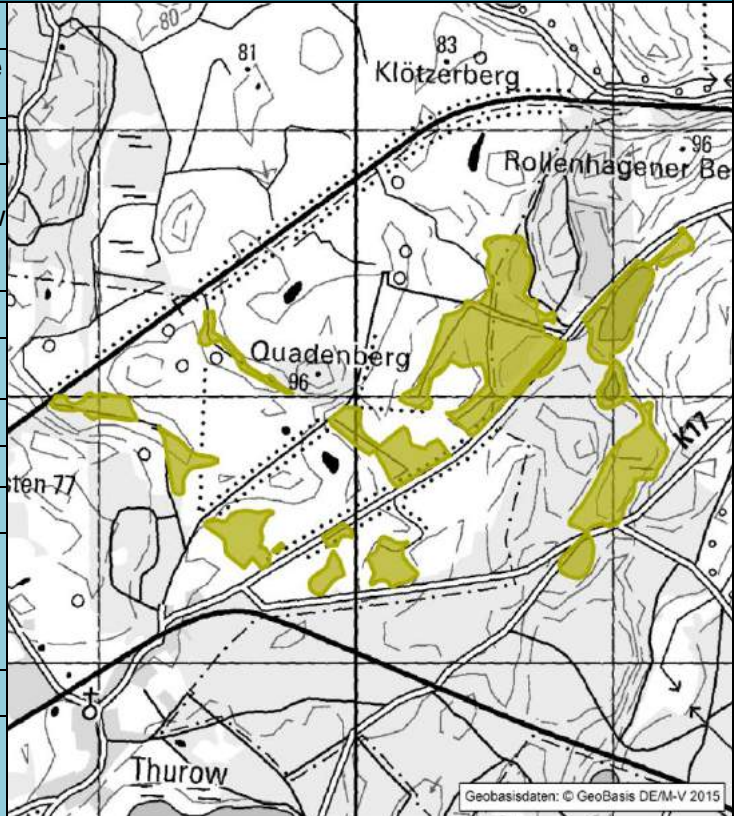 80
81
83
Klötzerberg
96
Rollenhagener Be
Quadenberg
96
K17
sten 77
Thurow
Geobasisdaten: © GeoBasis DE/M-V 2015